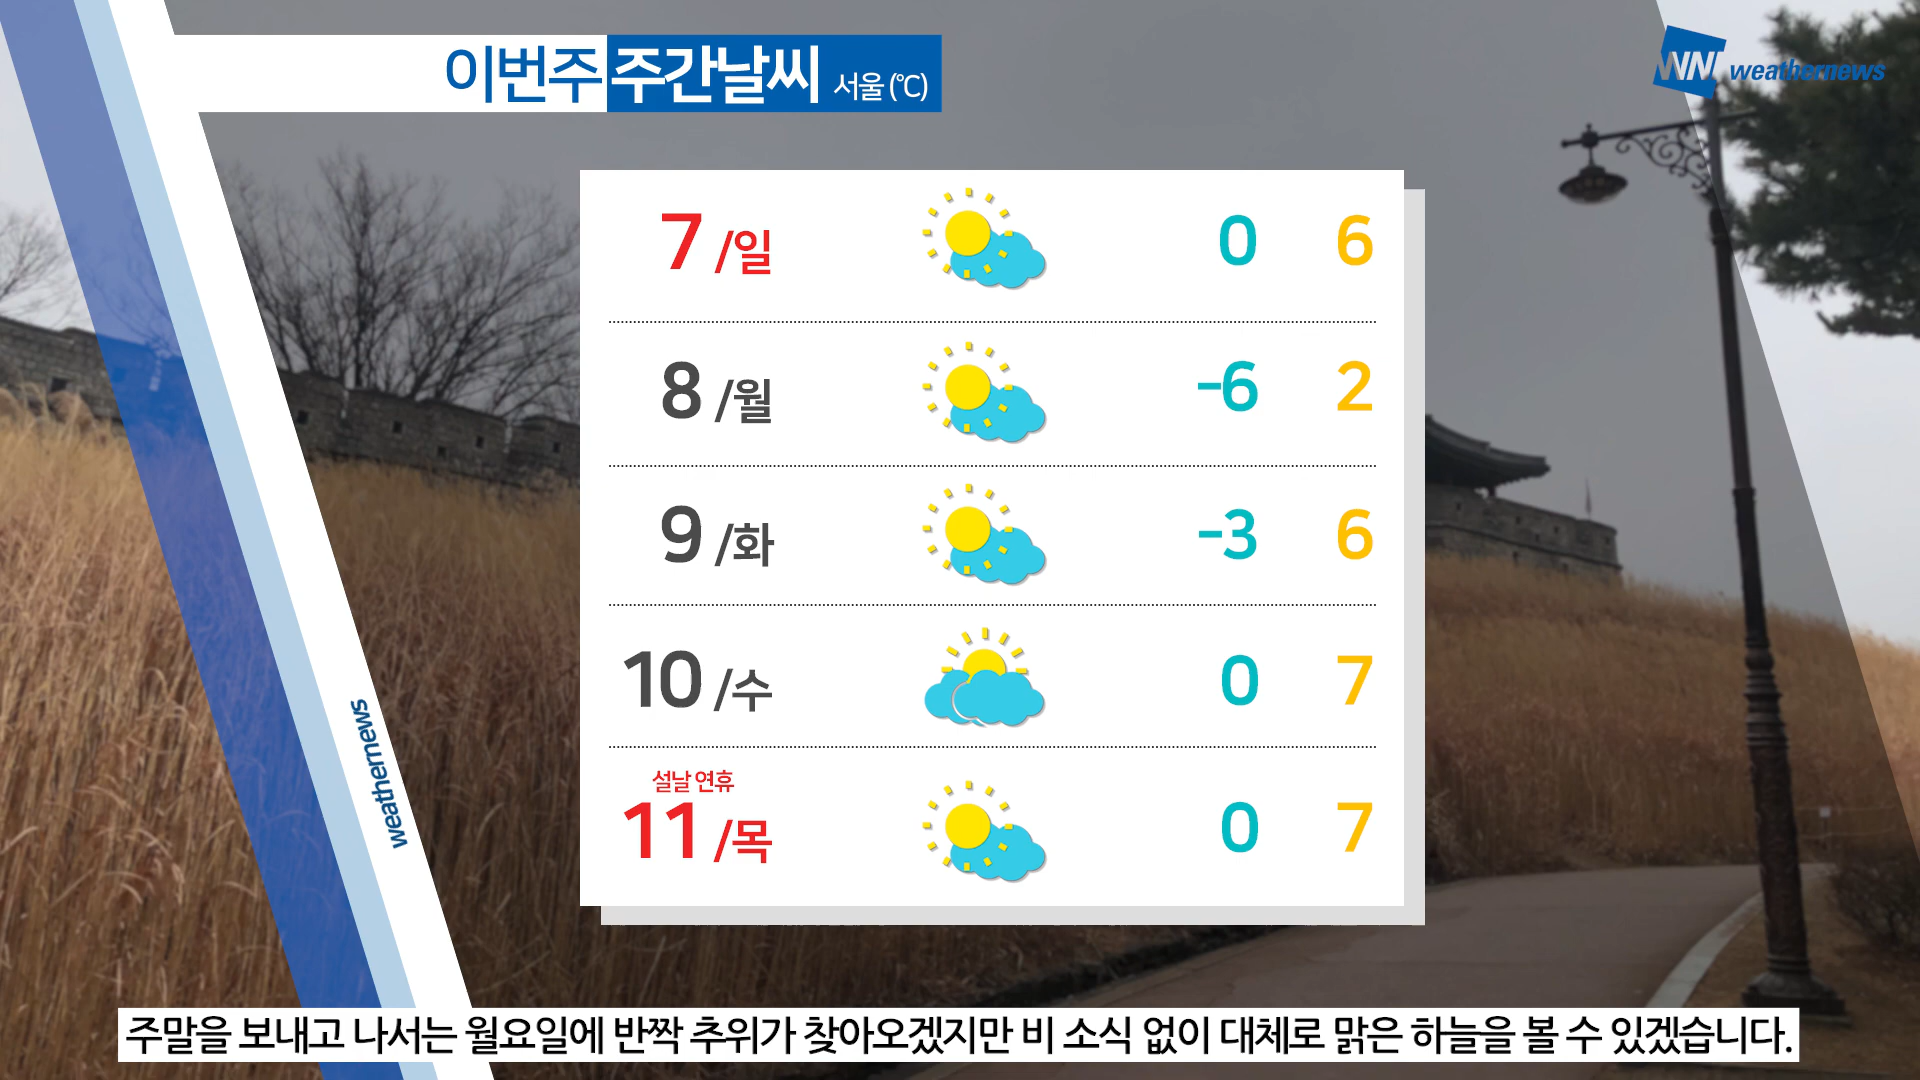 이번주 주간날씨 서울 (℃)
WNI weathernews
7 /일 0 6
8 /월 -6 2
9 /화 -3 6
10 /수 0 7
설날 연휴
11 /목 0 7
weathernews
주말을 보내고 나서는 월요일에 반짝 추위가 찾아오겠지만 비 소식 없이 대체로 맑은 하늘을 볼 수 있겠습니다.